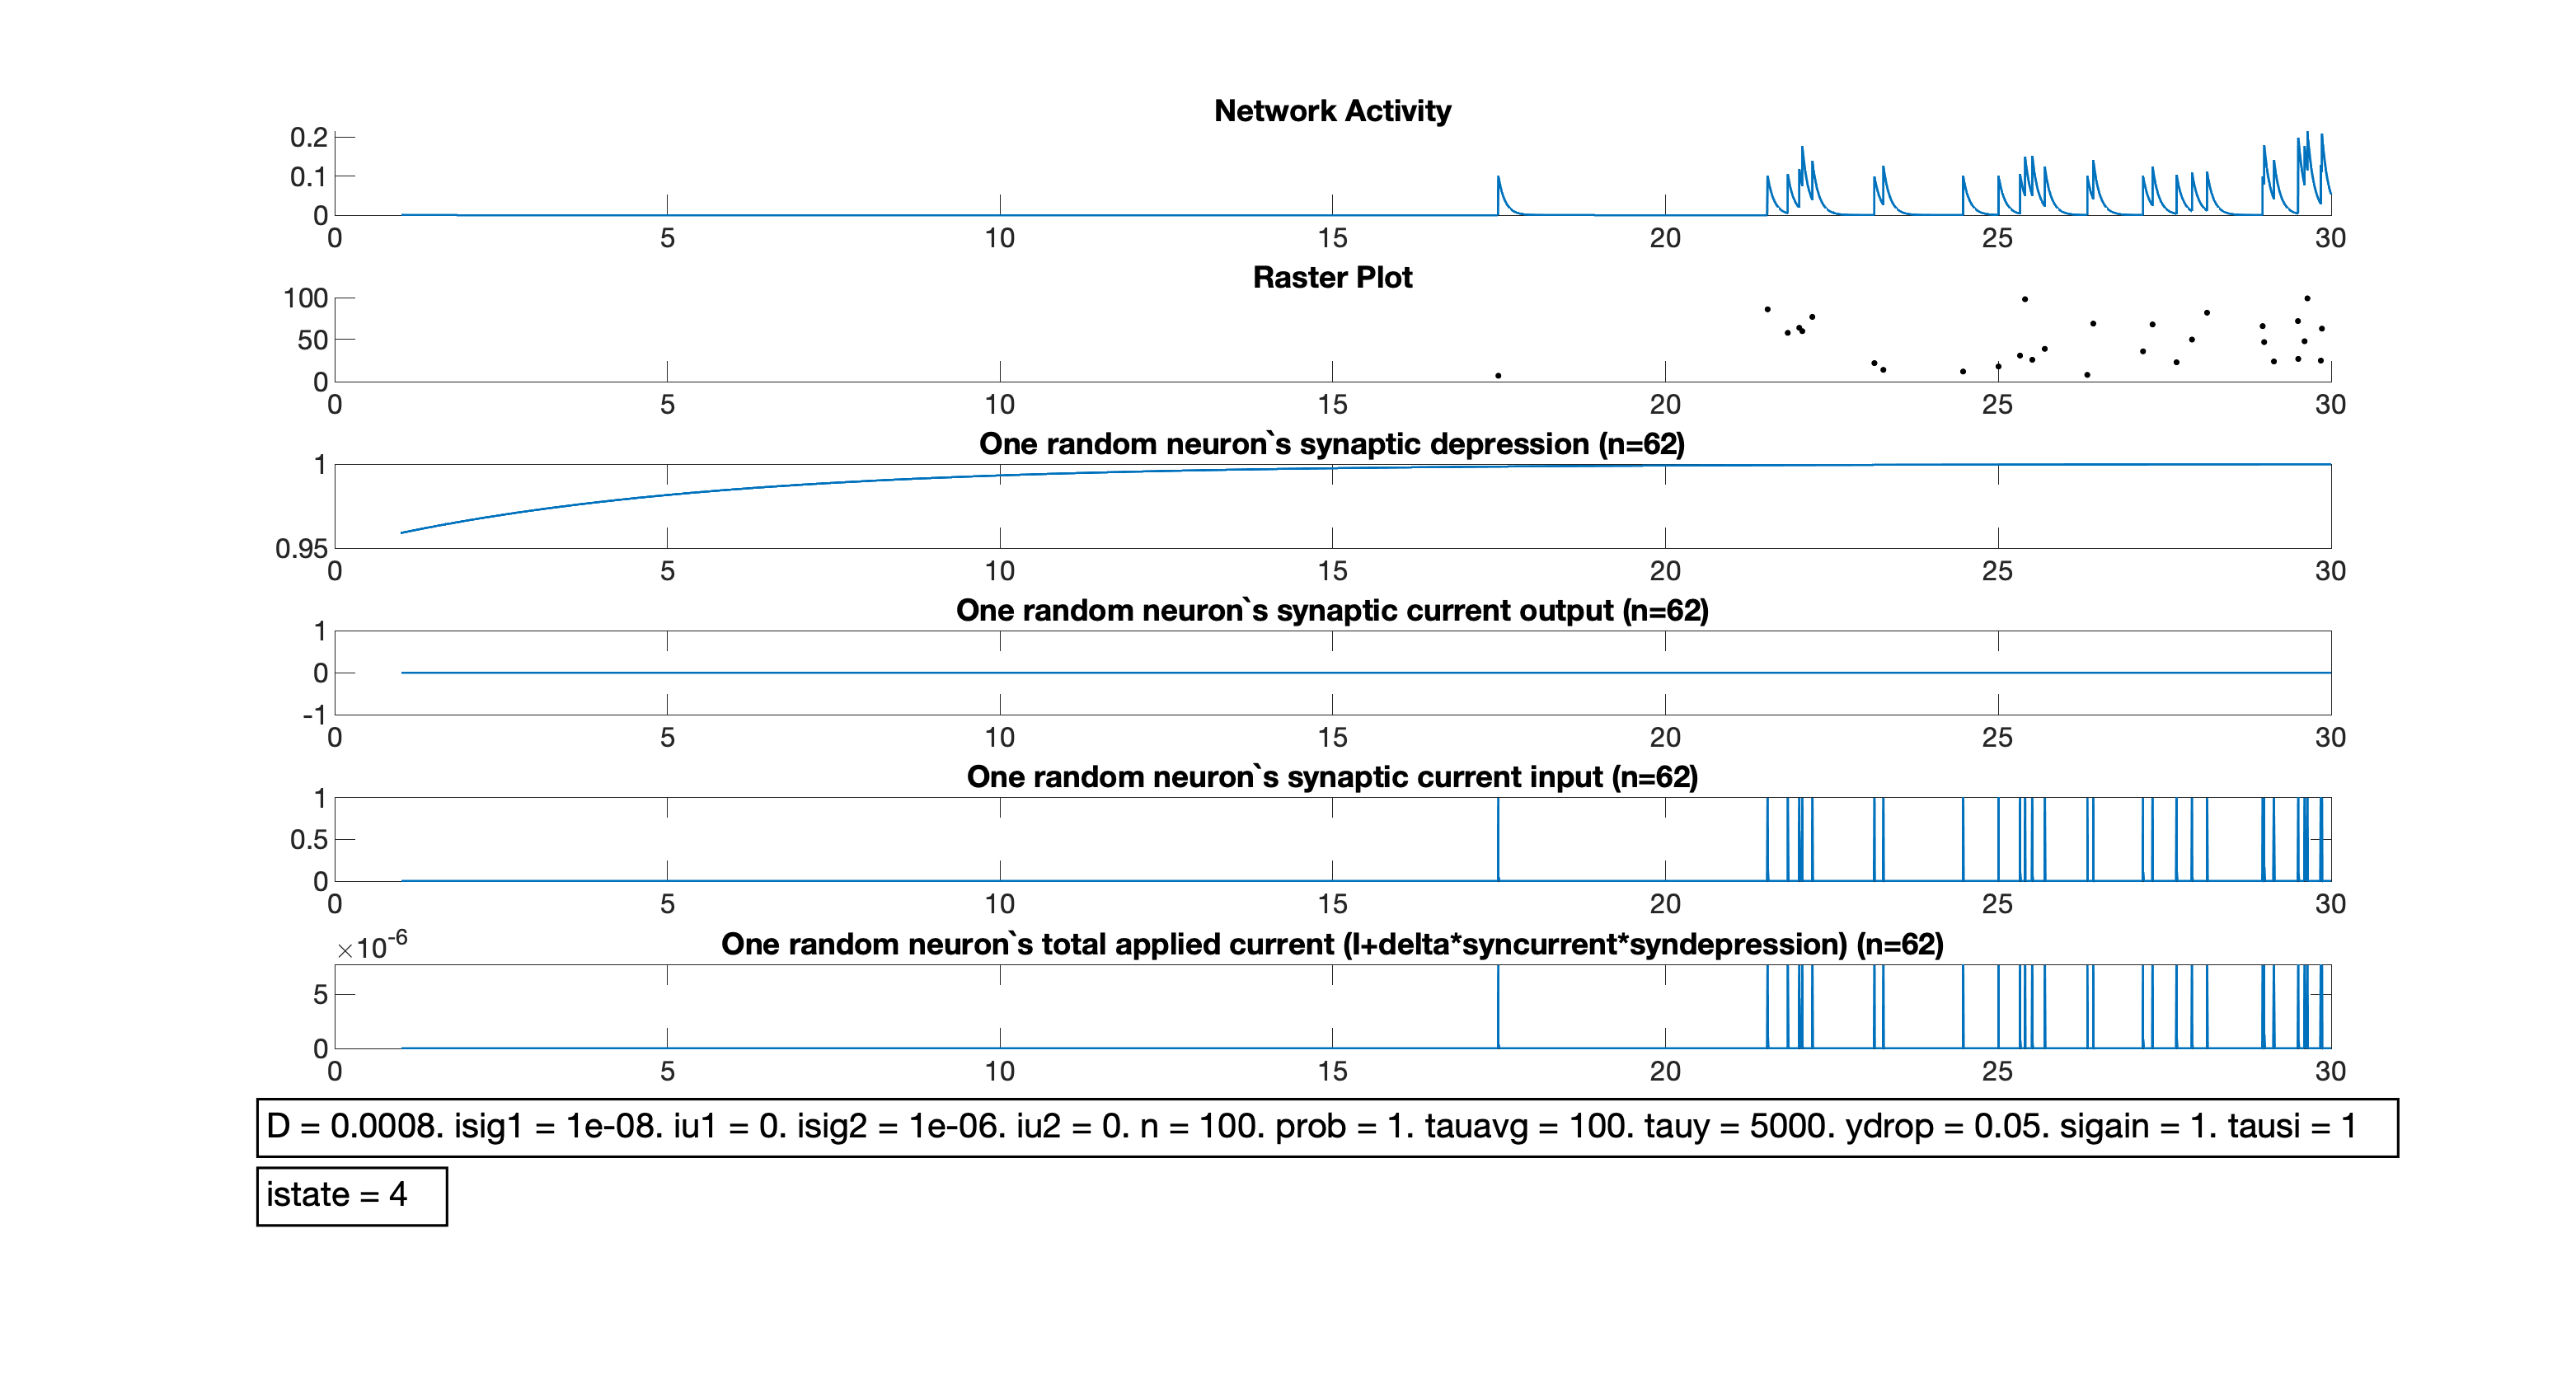 Network Activity
0.2
0.1
0
0 5 10 15 20 25 30
Raster Plot
100
50
0
0 5 10 15 20 25 30
One random neuron`s synaptic depression (n=62)
1
0.95
0 5 10 15 20 25 30
One random neuron`s synaptic current output (n=62)
1
0
-1
0 5 10 15 20 25 30
One random neuron`s synaptic current input (n=62)
1
0.5
0
0 5 10 15 20 25 30
×10-6
One random neuron`s total applied current (I+delta*syncurrent*syndepression) (n=62)
5
0
0 5 10 15 20 25 30
D = 0.0008. isig1 = 1e-08. iu1 = 0. isig2 = 1e-06. iu2 = 0. n = 100. prob = 1. tauavg = 100. tauy = 5000. ydrop = 0.05. sigain = 1. tausi = 1
istate = 4